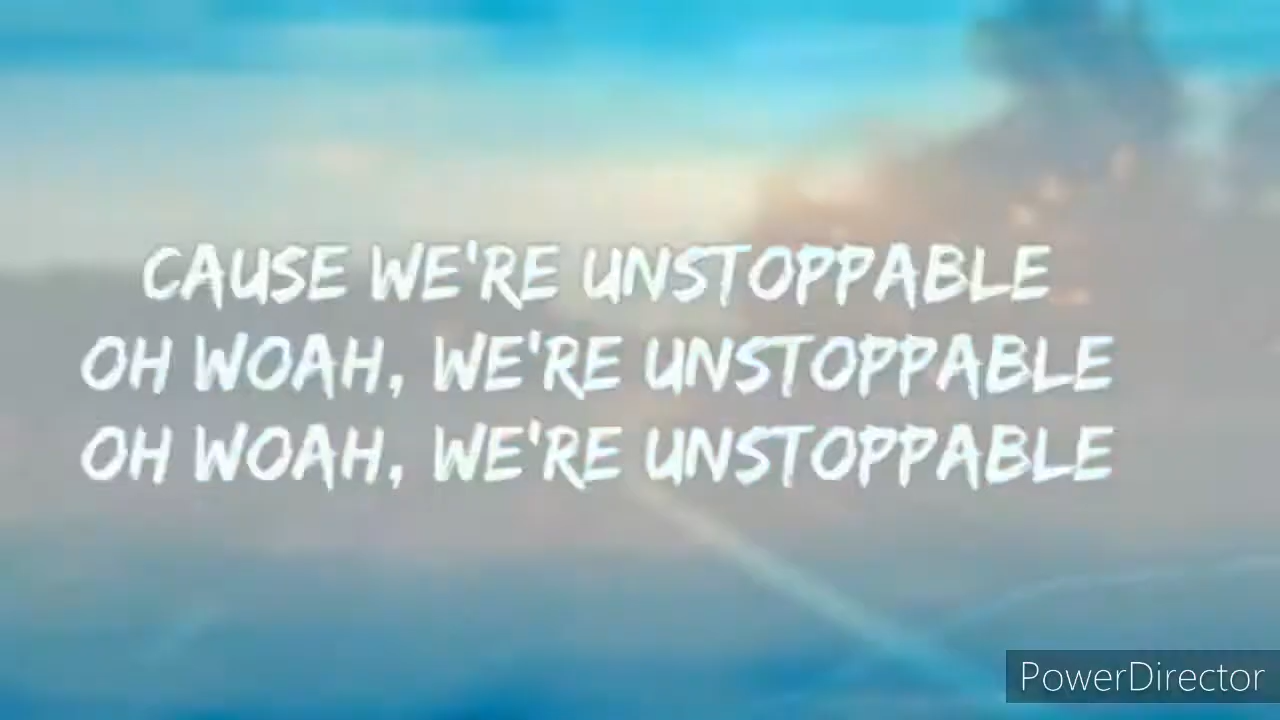 CAUSE WE'RE UNSTOPPABLE
OH WOAH, WE'RE UNSTOPPABLE
OH WOAH, WE'RE UNSTOPPABLE
PowerDirector